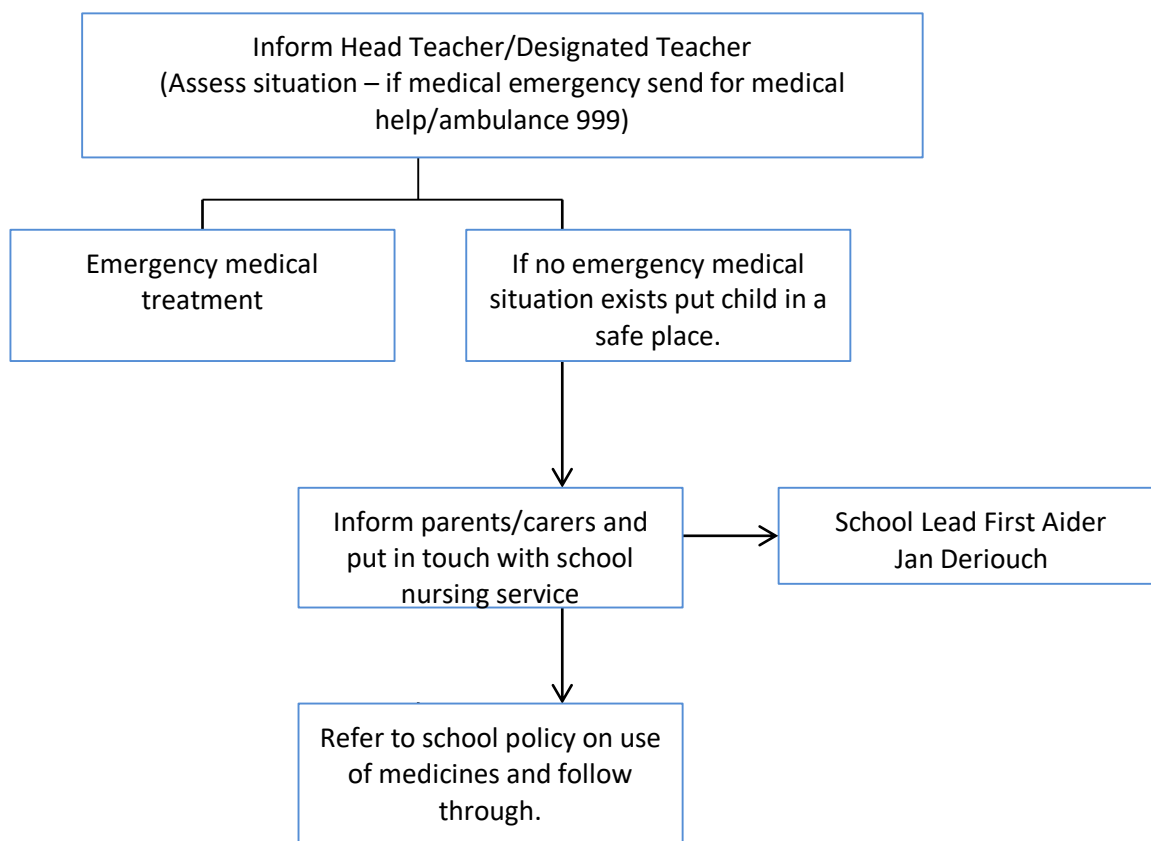 Inform Head Teacher/Designated Teacher
(Assess situation – if medical emergency send for medical
help/ambulance 999)
Emergency medical
treatment
If no emergency medical
situation exists put child in a
safe place.
Inform parents/carers and
put in touch with school
nursing service
School Lead First Aider
Jan Deriouch
Refer to school policy on use
of medicines and follow
through.